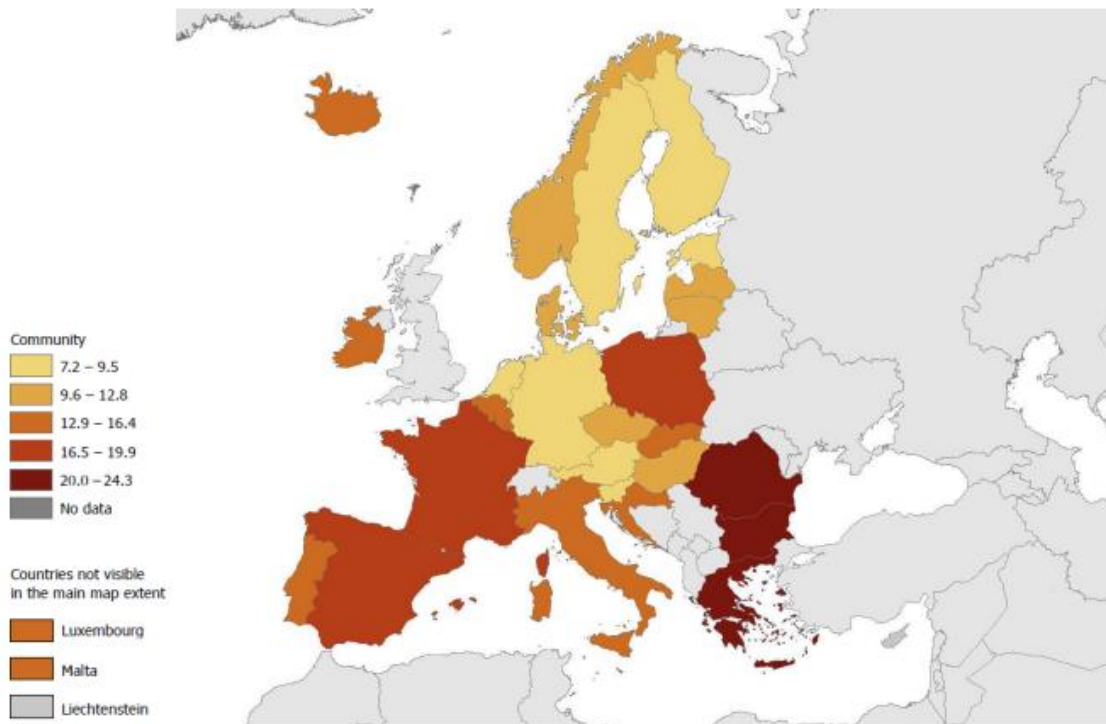 Community
7.2 – 9.5
9.6 – 12.8
12.9 – 16.4
16.5 – 19.9
20.0 – 24.3
No data
Countries not visible
in the main map extent
Luxembourg
Malta
Liechtenstein